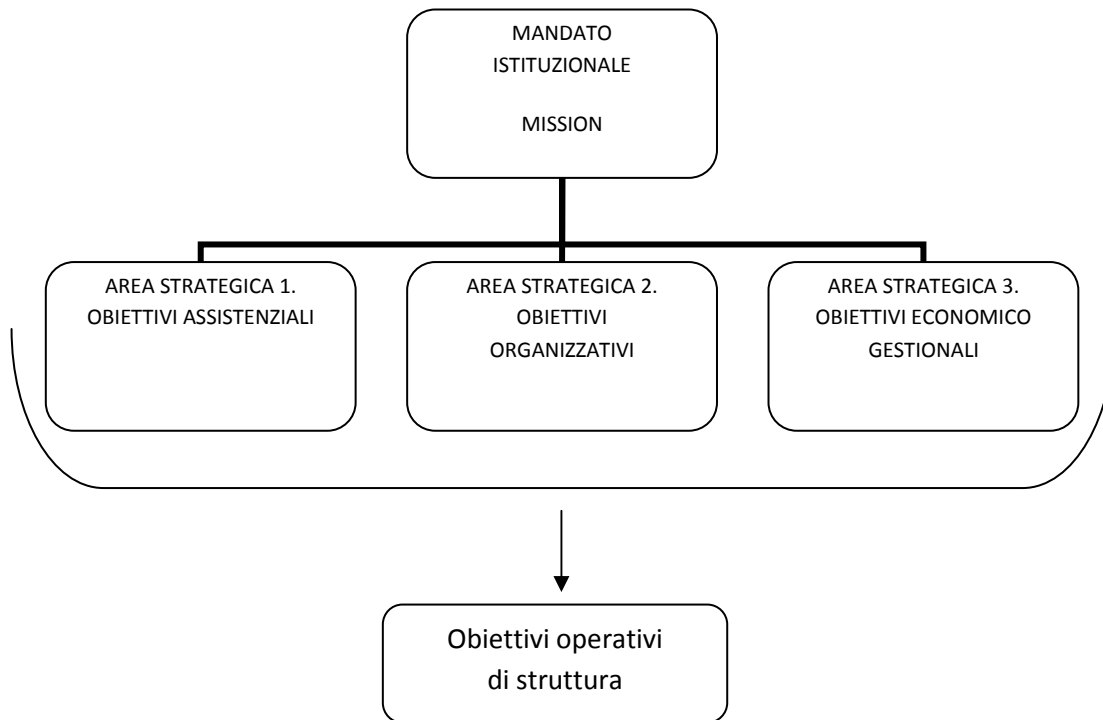 MANDATO
ISTITUZIONALE
MISSION
AREA STRATEGICA 1.
OBIETTIVI ASSISTENZIALI
AREA STRATEGICA 2.
OBIETTIVI
ORGANIZZATIVI
AREA STRATEGICA 3.
OBIETTIVI ECONOMICO
GESTIONALI
Obiettivi operativi
di struttura